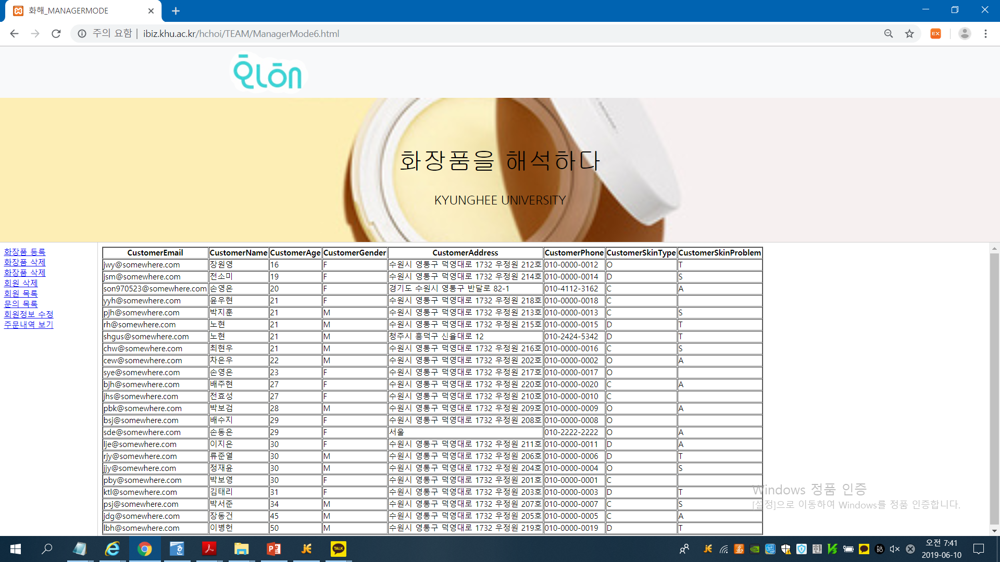 화해_MANAGERMODE
주의 요함 | ibiz.khu.ac.kr/hchoi/TEAM/ManagerMode6.html
EX
화장품을 해석하다
KYUNGHEE UNIVERSITY
화장품 등록
화장품 삭제
화장품 삭제
회원 삭제
회원 목록
문의 목록
회원정보 수정
주문내역 보기
CustomerEmail CustomerName CustomerAge CustomerGender CustomerAddress CustomerPhone CustomerSkinType CustomerSkinProblem
jwy@somewhere.com 장원영 16 F 수원시 영통구 덕영대로 1732 우정원 212호 010-0000-0012 O T
jsm@somewhere.com 전소미 19 F 수원시 영통구 덕영대로 1732 우정원 214호 010-0000-0014 D S
son970523@somewhere.com 손영은 20 F 경기도 수원시 영통구 반달로 82-1 010-4112-3162 C A
yyh@somewhere.com 윤우현 21 F 수원시 영통구 덕영대로 1732 우정원 218호 010-0000-0018 C
pjh@somewhere.com 박지훈 21 M 수원시 영통구 덕영대로 1732 우정원 213호 010-0000-0013 C S
rh@somewhere.com 노현 21 M 수원시 영통구 덕영대로 1732 우정원 215호 010-0000-0015 D T
shgus@somewhere.com 노현 21 M 청주시 흥덕구 신율대로 12 010-2424-5342 D T
chw@somewhere.com 최현우 21 M 수원시 영통구 덕영대로 1732 우정원 216호 010-0000-0016 C S
cew@somewhere.com 차은우 22 M 수원시 영통구 덕영대로 1732 우정원 202호 010-0000-0002 O A
sye@somewhere.com 손영은 23 F 수원시 영통구 덕영대로 1732 우정원 217호 010-0000-0017 O
bjh@somewhere.com 배주현 27 F 수원시 영통구 덕영대로 1732 우정원 220호 010-0000-0020 C A
jhs@somewhere.com 전효성 27 F 수원시 영통구 덕영대로 1732 우정원 210호 010-0000-0010 C
pbk@somewhere.com 박보검 28 M 수원시 영통구 덕영대로 1732 우정원 209호 010-0000-0009 O A
bsj@somewhere.com 배수지 29 F 수원시 영통구 덕영대로 1732 우정원 208호 010-0000-0008 O
sde@somewhere.com 손동은 29 F 서울 010-2222-2222 O A
lje@somewhere.com 이지은 30 F 수원시 영통구 덕영대로 1732 우정원 211호 010-0000-0011 D A
rjy@somewhere.com 류준열 30 M 수원시 영통구 덕영대로 1732 우정원 206호 010-0000-0006 D T
jjy@somewhere.com 정재윤 30 M 수원시 영통구 덕영대로 1732 우정원 204호 010-0000-0004 O S
pby@somewhere.com 박보영 30 F 수원시 영통구 덕영대로 1732 우정원 201호 010-0000-0001 C
ktl@somewhere.com 김태리 31 F 수원시 영통구 덕영대로 1732 우정원 203호 010-0000-0003 D T
psj@somewhere.com 박서준 34 M 수원시 영통구 덕영대로 1732 우정원 207호 010-0000-0007 C S
jdg@somewhere.com 장동건 45 M 수원시 영통구 덕영대로 1732 우정원 205호 010-0000-0005 C A
lbh@somewhere.com 이병헌 50 M 수원시 영통구 덕영대로 1732 우정원 219호 010-0000-0019 D T
Windows 정품 인증
[설정]으로 이동하여 Windows를 정품 인증합니다.
TALK
오전 7:41
2019-06-10